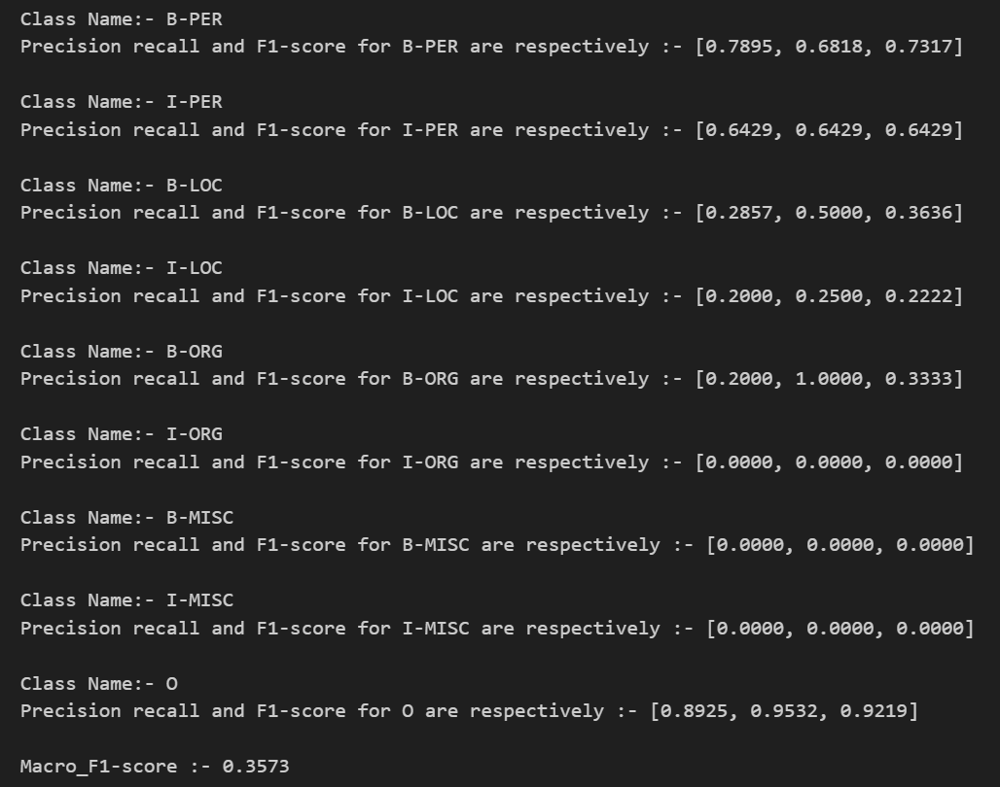 Class Name:- B-PER
Precision recall and F1-score for B-PER are respectively :- [0.7895, 0.6818, 0.7317]
Class Name:- I-PER
Precision recall and F1-score for I-PER are respectively :- [0.6429, 0.6429, 0.6429]
Class Name:- B-LOC
Precision recall and F1-score for B-LOC are respectively :- [0.2857, 0.5000, 0.3636]
Class Name:- I-LOC
Precision recall and F1-score for I-LOC are respectively :- [0.2000, 0.2500, 0.2222]
Class Name:- B-ORG
Precision recall and F1-score for B-ORG are respectively :- [0.2000, 1.0000, 0.3333]
Class Name:- I-ORG
Precision recall and F1-score for I-ORG are respectively :- [0.0000, 0.0000, 0.0000]
Class Name:- B-MISC
Precision recall and F1-score for B-MISC are respectively :- [0.0000, 0.0000, 0.0000]
Class Name:- I-MISC
Precision recall and F1-score for I-MISC are respectively :- [0.0000, 0.0000, 0.0000]
Class Name:- O
Precision recall and F1-score for O are respectively :- [0.8925, 0.9532, 0.9219]
Macro_F1-score :- 0.3573